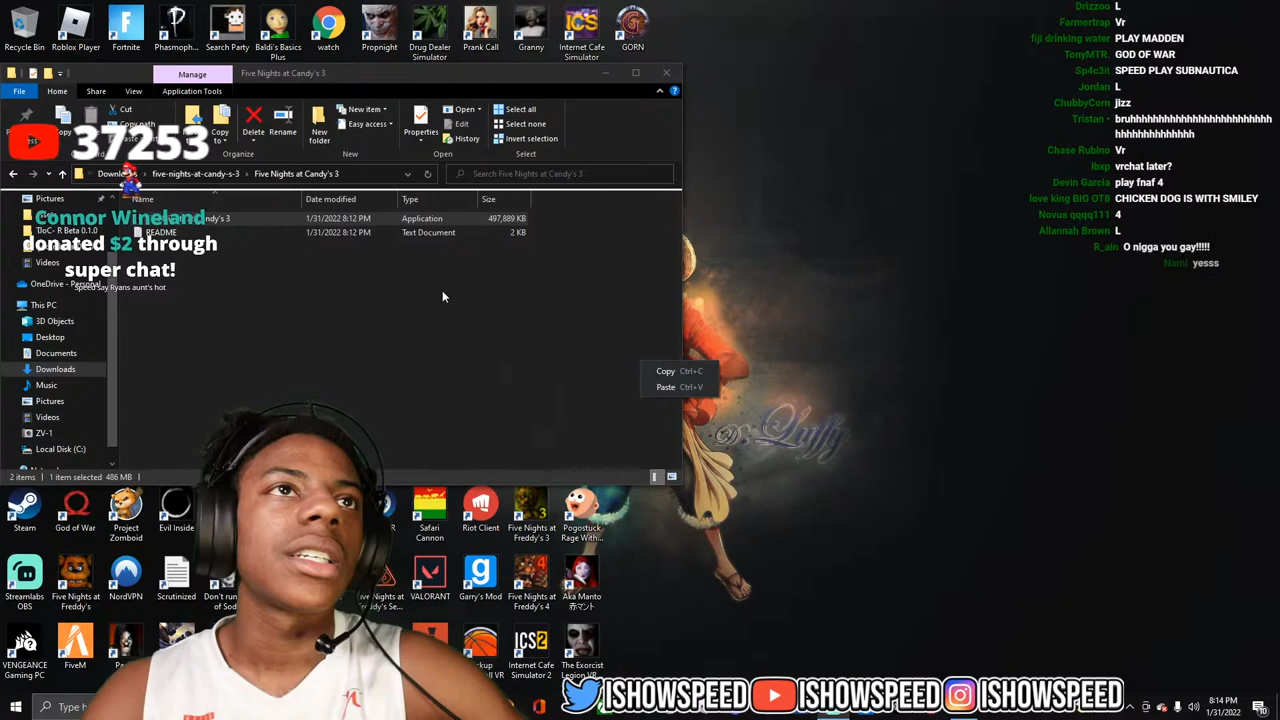 Recycle Bin
Roblox Player
Fortnite
Phasmoph...
Search Party
Baldi's Basics Plus
watch
Propnight
Drug Dealer Simulator
Prank Call
Granny
Internet Cafe Simulator
GORN
Manage
Five Nights at Candy's 3
File
Home
Share
View
Application Tools
Cut
Copy path
Copy to
Delete
Rename
New folder
New item
Easy access
Properties
Open
Edit
History
Select all
Select none
Invert selection
Organize
New
Open
Select
37253
five-nights-at-candy-s-3
Five Nights at Candy's 3
Search Five Nights at Candy's 3
Name
Date modified
Type
Size
1/31/2022 8:12 PM
Application
497,889 KB
README
1/31/2022 8:12 PM
Text Document
2 KB
Connor Wineland
donated $2 through
super chat!
Speed say Ryans aunt's hot
Pictures
ToC- R Beta 0.1.0
Videos
OneDrive - Personal
This PC
3D Objects
Desktop
Documents
Downloads
Music
Pictures
Videos
ZV-1
Local Disk (C:)
2 items
1 item selected 486 MB
Copy Ctrl+C
Paste Ctrl+V
Drizzoo L
Farmertrap Vr
fiji drinking water PLAY MADDEN
TonyMTR. GOD OF WAR
Sp4c3it SPEED PLAY SUBNAUTICA
Jordan L
ChubbyCorn jizz
Tristan · bruhhhhhhhhhhhhhhhhhhhhhhhhhh
hhhhhhhhhhhhhhh
Chase Rubino Vr
lbxp vrchat later?
Devin Garcia play fnaf 4
love king BIG OT8 CHICKEN DOG IS WITH SMILEY
Novus qqqq111 4
Allannah Brown L
R_aln O nigga you gay!!!!!
Nami yesss
Luffy
Steam
God of War
Project Zomboid
Evil Inside
Safari Cannon
Riot Client
Five Nights at Freddy's 3
Pogostuck Rage With...
Streamlabs OBS
Five Nights at Freddy's
NordVPN
Scrutinized
VALORANT
Garry's Mod
Five Nights at Freddy's 4
Aka Manto 赤マント
VENGEANCE Gaming PC
FiveM
Internet Cafe Simulator 2
The Exorcist Legion VR
ISHOWSPEED
ISHOWSPEED
ISHOWSPEED
8:14 PM
1/31/2022